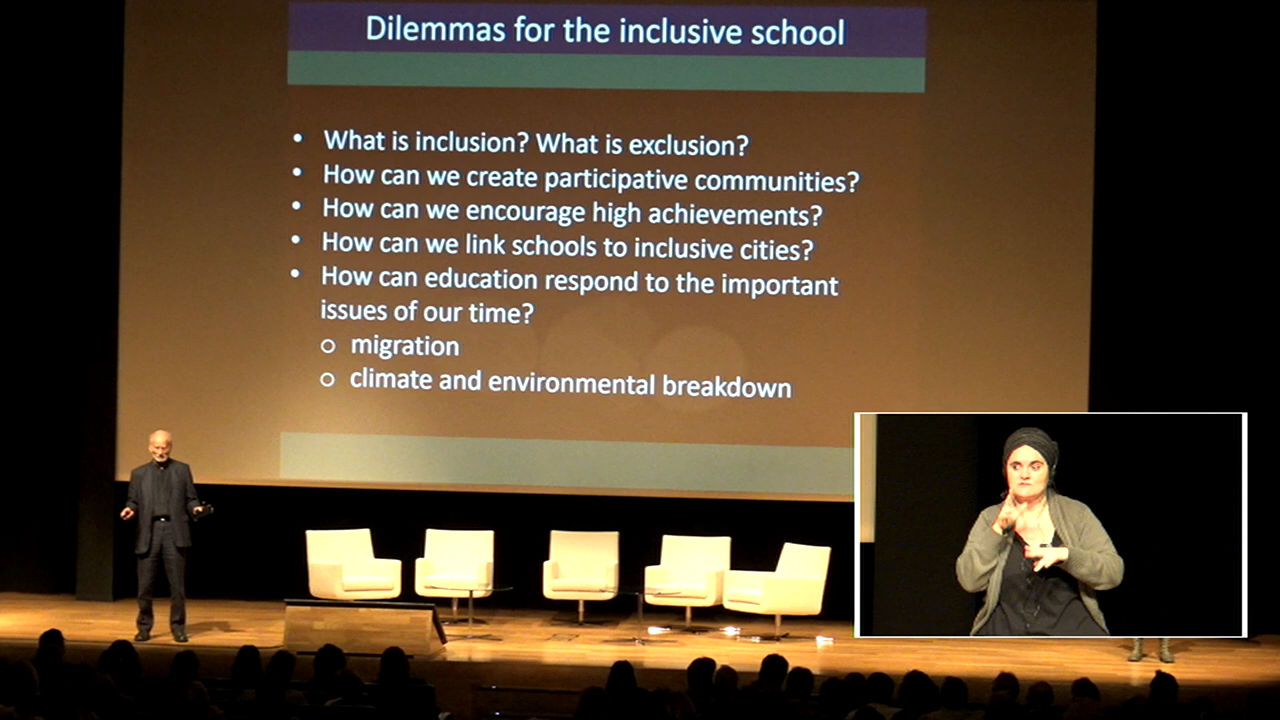 Dilemmas for the inclusive school
• What is inclusion? What is exclusion?
• How can we create participative communities?
• How can we encourage high achievements?
• How can we link schools to inclusive cities?
• How can education respond to the important
issues of our time?
o migration
o climate and environmental breakdown